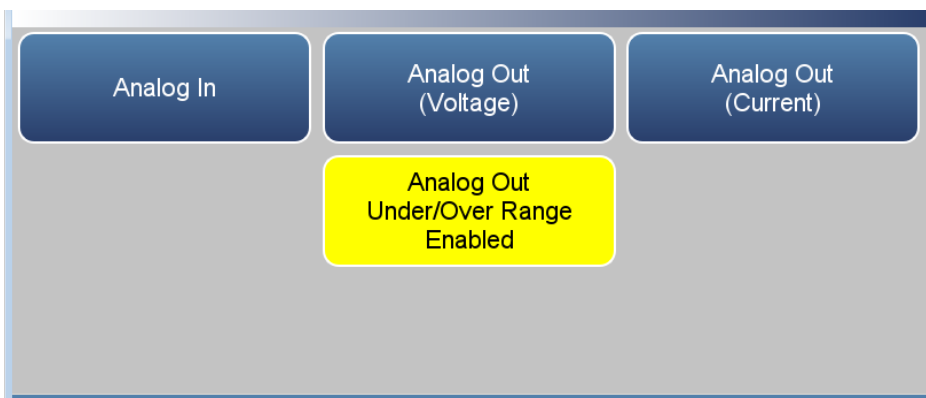 Analog In
Analog Out
(Voltage)
Analog Out
(Current)
Analog Out
Under/Over Range
Enabled